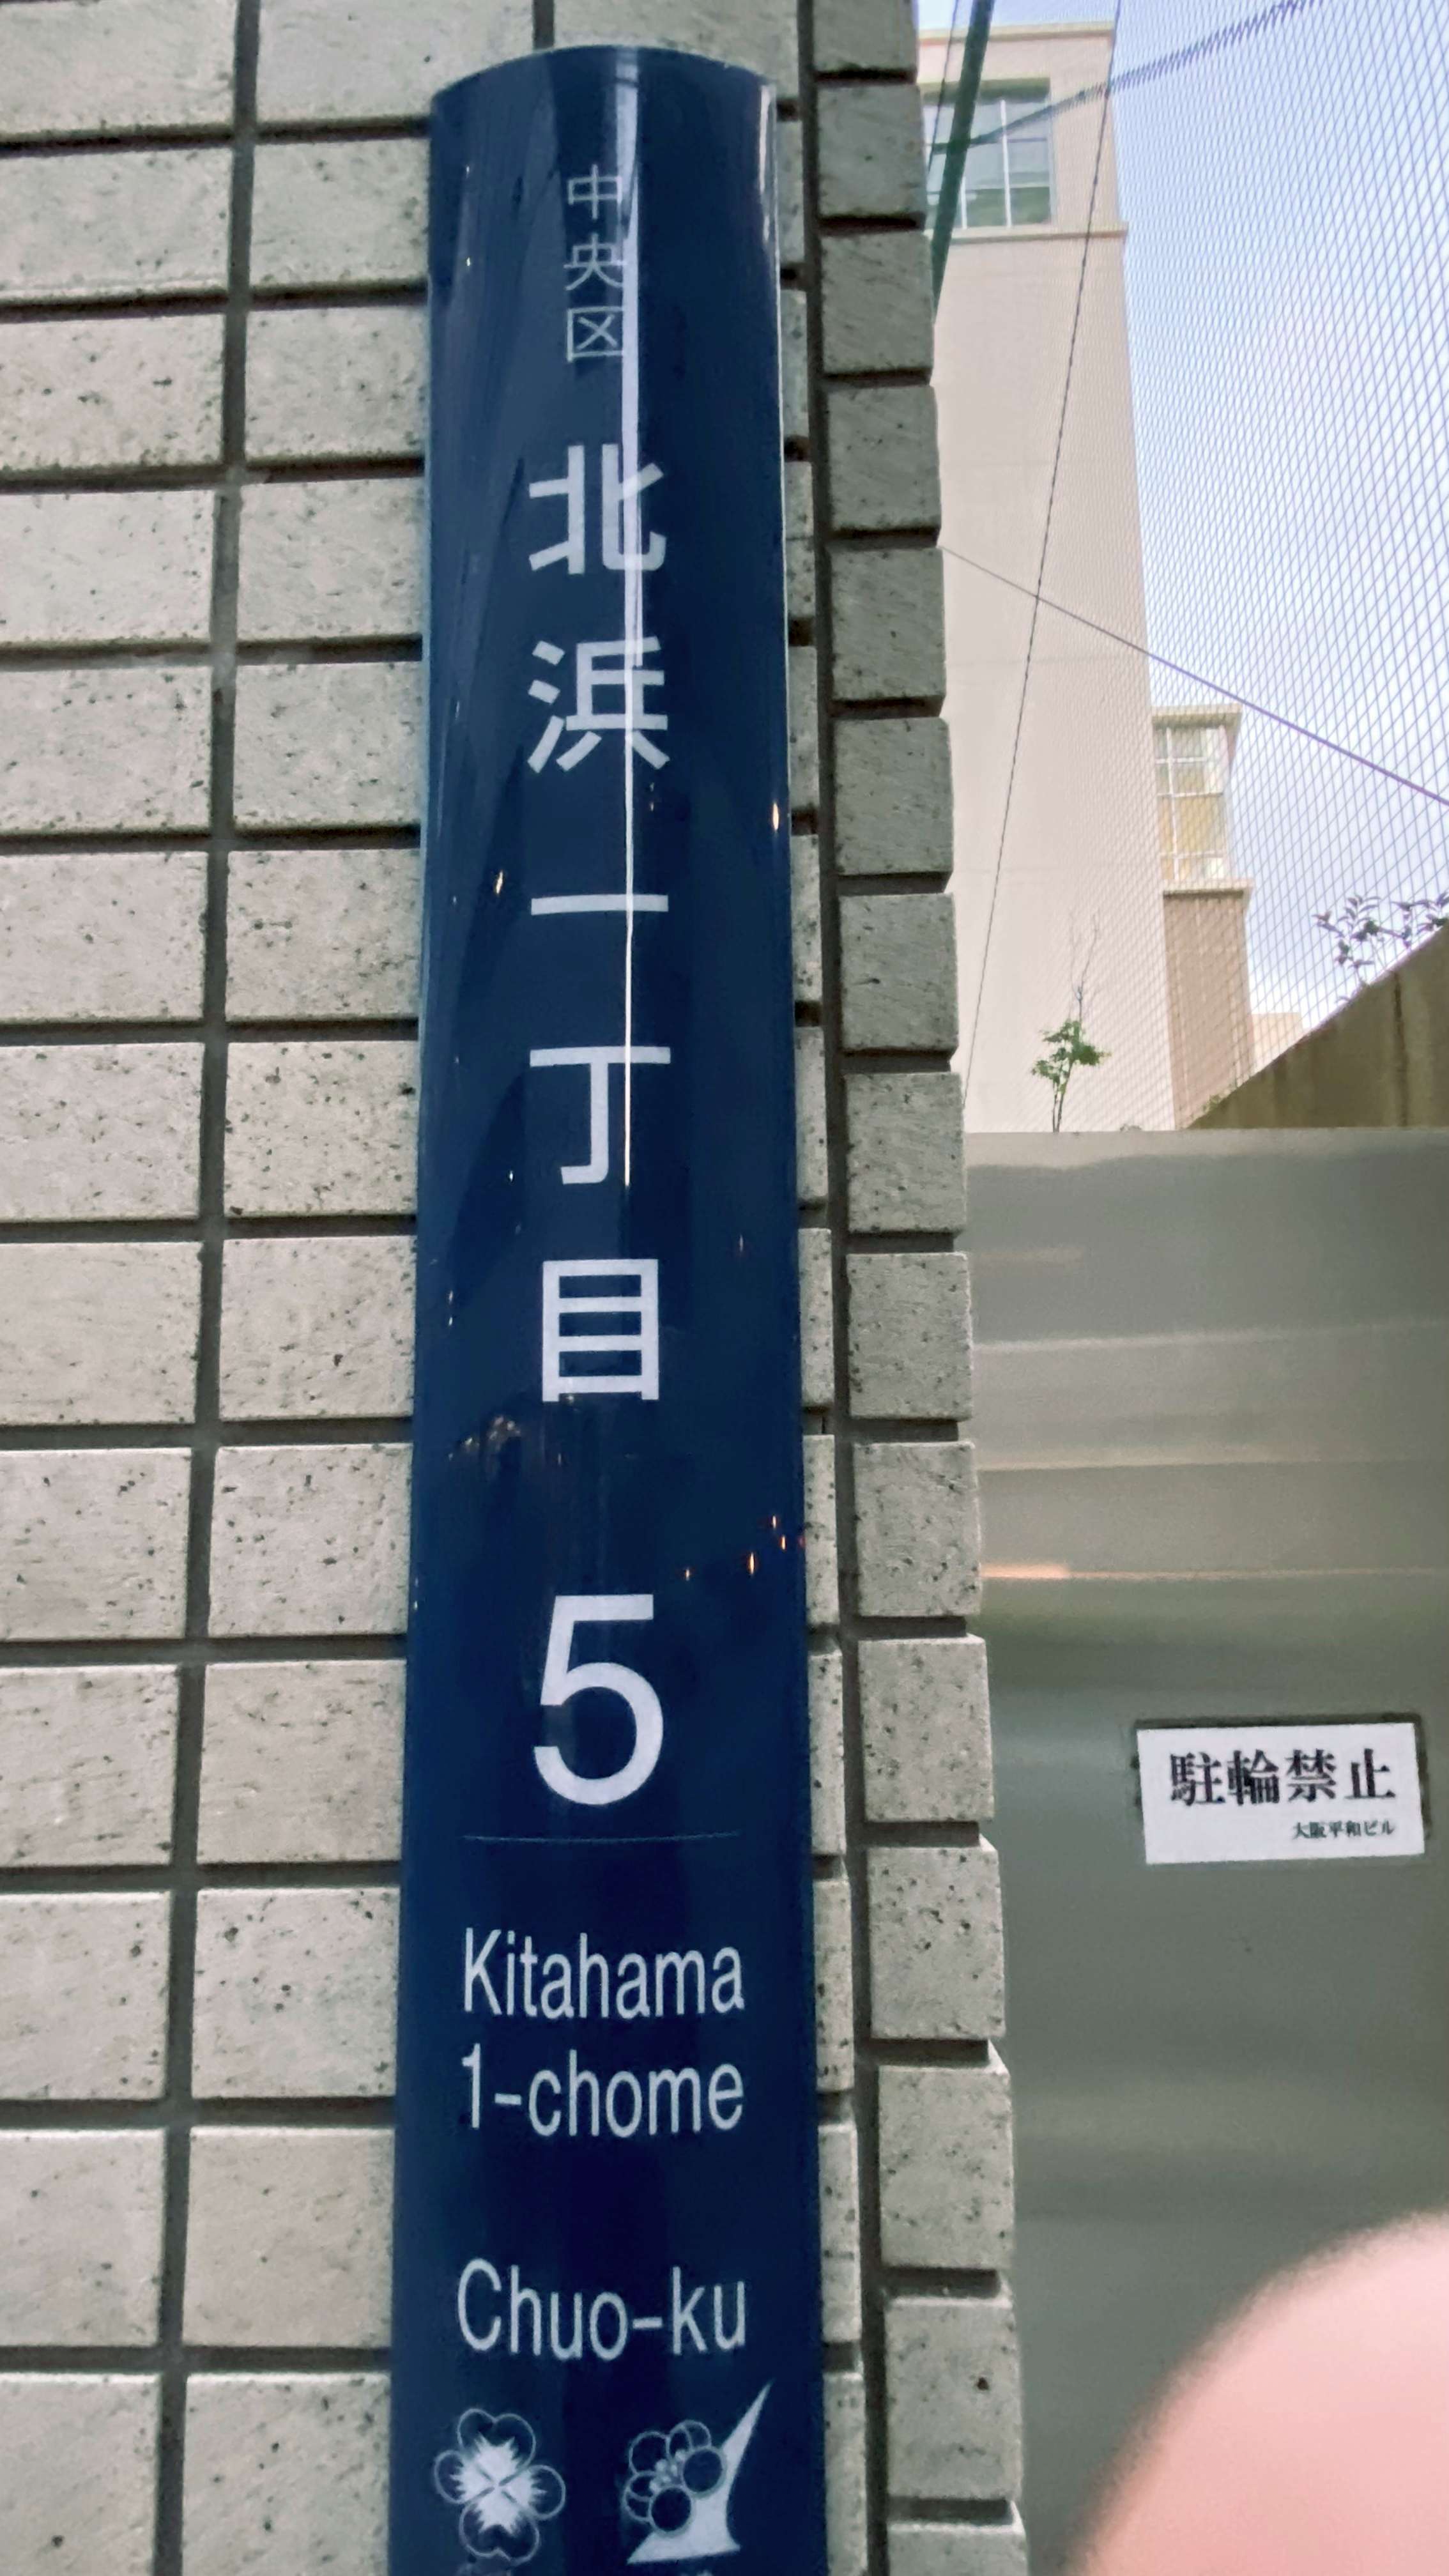 中央区
北浜一丁目
5
Kitahama
1-chome
Chuo-ku
駐輪禁止
大阪平和ビル